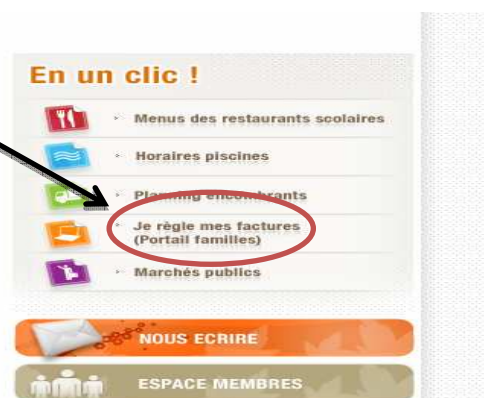 En un clic !
Menus des restaurants scolaires
Horaires piscines
Planning encombrants
Je règle mes factures
(Portail familles)
Marchés publics
NOUS ECRIRE
ESPACE MEMBRES